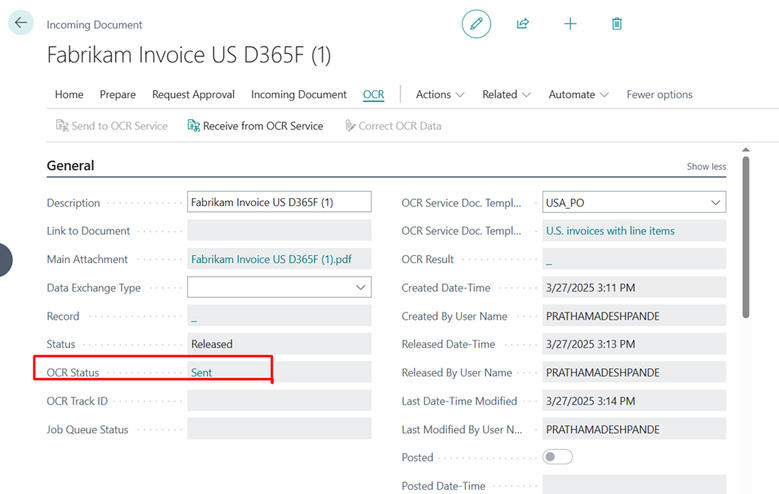 Incoming Document
Fabrikam Invoice US D365F (1)
Home Prepare Request Approval Incoming Document OCR Actions Related Automate Fewer options
Send to OCR Service Receive from OCR Service Correct OCR Data
General Show less
Description Fabrikam Invoice US D365F (1)
Link to Document
Main Attachment Fabrikam Invoice US D365F (1).pdf
Data Exchange Type
Record _
Status Released
OCR Status Sent
OCR Track ID
Job Queue Status
OCR Service Doc. Templ... USA_PO
OCR Service Doc. Templ... U.S. invoices with line items
OCR Result _
Created Date-Time 3/27/2025 3:11 PM
Created By User Name PRATHAMADESHPANDE
Released Date-Time 3/27/2025 3:13 PM
Released By User Name PRATHAMADESHPANDE
Last Date-Time Modified 3/27/2025 3:14 PM
Last Modified By User N... PRATHAMADESHPANDE
Posted
Posted Date-Time